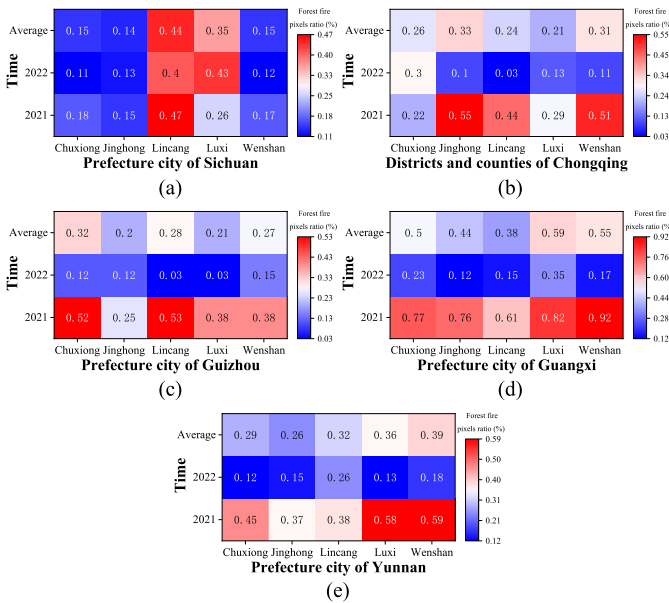 Forest fire
pixels ratio (%)
Average 0.15 0.14 0.44 0.35 0.15
2022 0.11 0.13 0.4 0.43 0.12
2021 0.18 0.15 0.47 0.26 0.17
Time
0.47
0.40
0.33
0.25
0.18
0.11
Chuxiong Jinghong Lincang Luxi Wenshan
Prefecture city of Sichuan
(a)
Forest fire
pixels ratio (%)
Average 0.26 0.33 0.24 0.21 0.31
2022 0.3 0.1 0.03 0.13 0.11
2021 0.22 0.55 0.44 0.29 0.51
Time
0.55
0.45
0.34
0.24
0.13
0.03
Chuxiong Jinghong Lincang Luxi Wenshan
Districts and counties of Chongqing
(b)
Forest fire
pixels ratio (%)
Average 0.32 0.2 0.28 0.21 0.27
2022 0.12 0.12 0.03 0.03 0.15
2021 0.52 0.25 0.53 0.38 0.38
Time
0.53
0.43
0.33
0.23
0.13
0.03
Chuxiong Jinghong Lincang Luxi Wenshan
Prefecture city of Guizhou
(c)
Forest fire
pixels ratio (%)
Average 0.5 0.44 0.38 0.59 0.55
2022 0.23 0.12 0.15 0.35 0.17
2021 0.77 0.76 0.61 0.82 0.92
Time
0.92
0.76
0.60
0.44
0.28
0.12
Chuxiong Jinghong Lincang Luxi Wenshan
Prefecture city of Guangxi
(d)
Forest fire
pixels ratio (%)
Average 0.29 0.26 0.32 0.36 0.39
2022 0.12 0.15 0.26 0.13 0.18
2021 0.45 0.37 0.38 0.58 0.59
Time
0.59
0.50
0.40
0.31
0.21
0.12
Chuxiong Jinghong Lincang Luxi Wenshan
Prefecture city of Yunnan
(e)